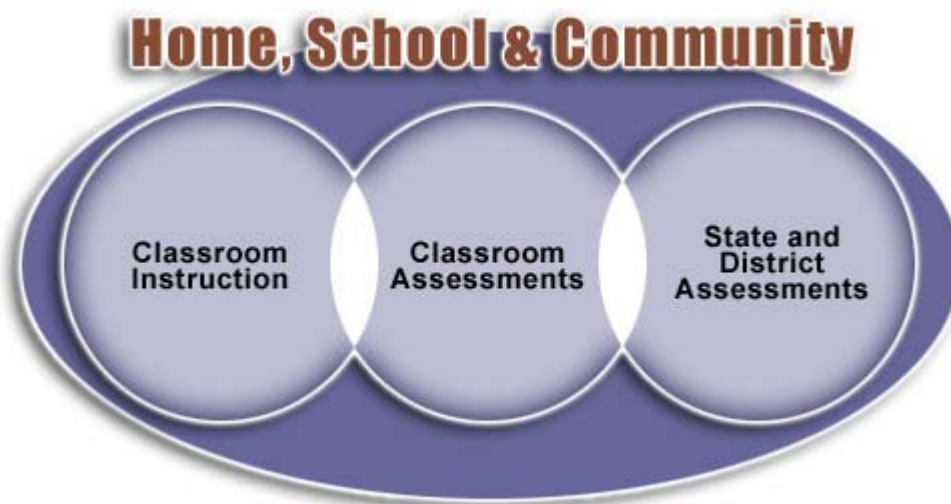 Home, School & Community
Classroom
Instruction
Classroom
Assessments
State and
District
Assessments